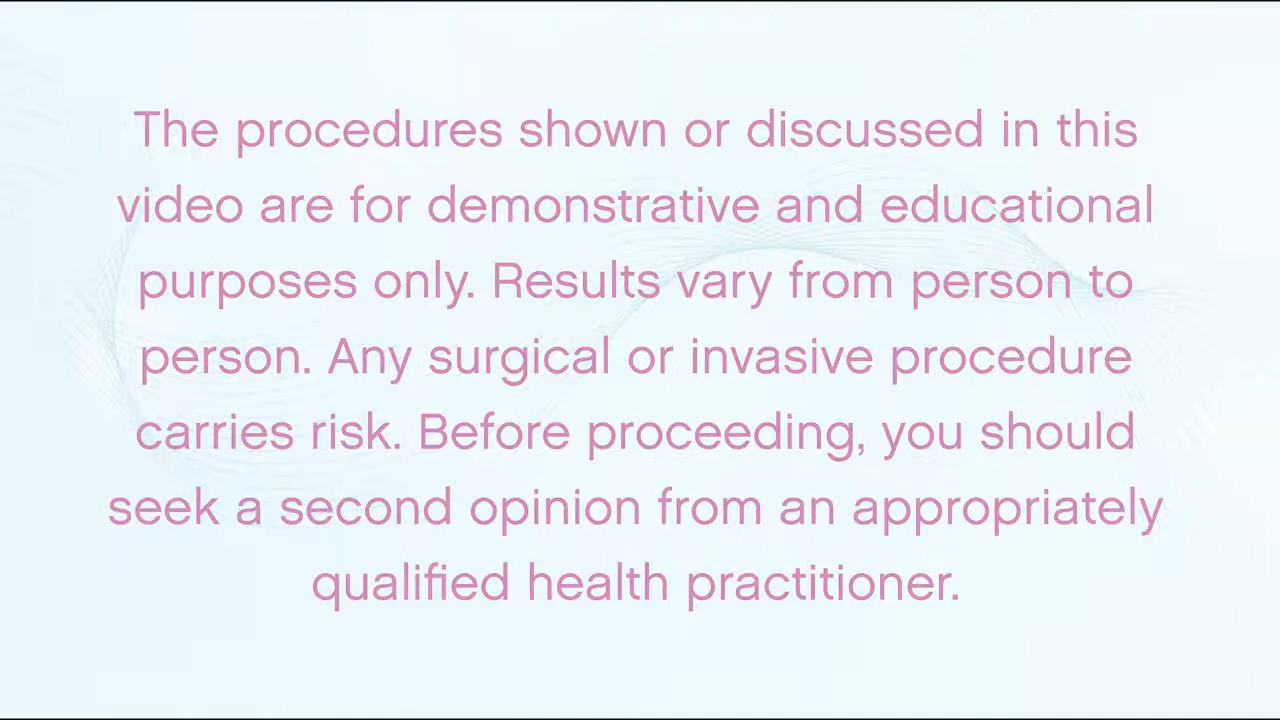 The procedures shown or discussed in this
video are for demonstrative and educational
purposes only. Results vary from person to
person. Any surgical or invasive procedure
carries risk. Before proceeding, you should
seek a second opinion from an appropriately
qualified health practitioner.